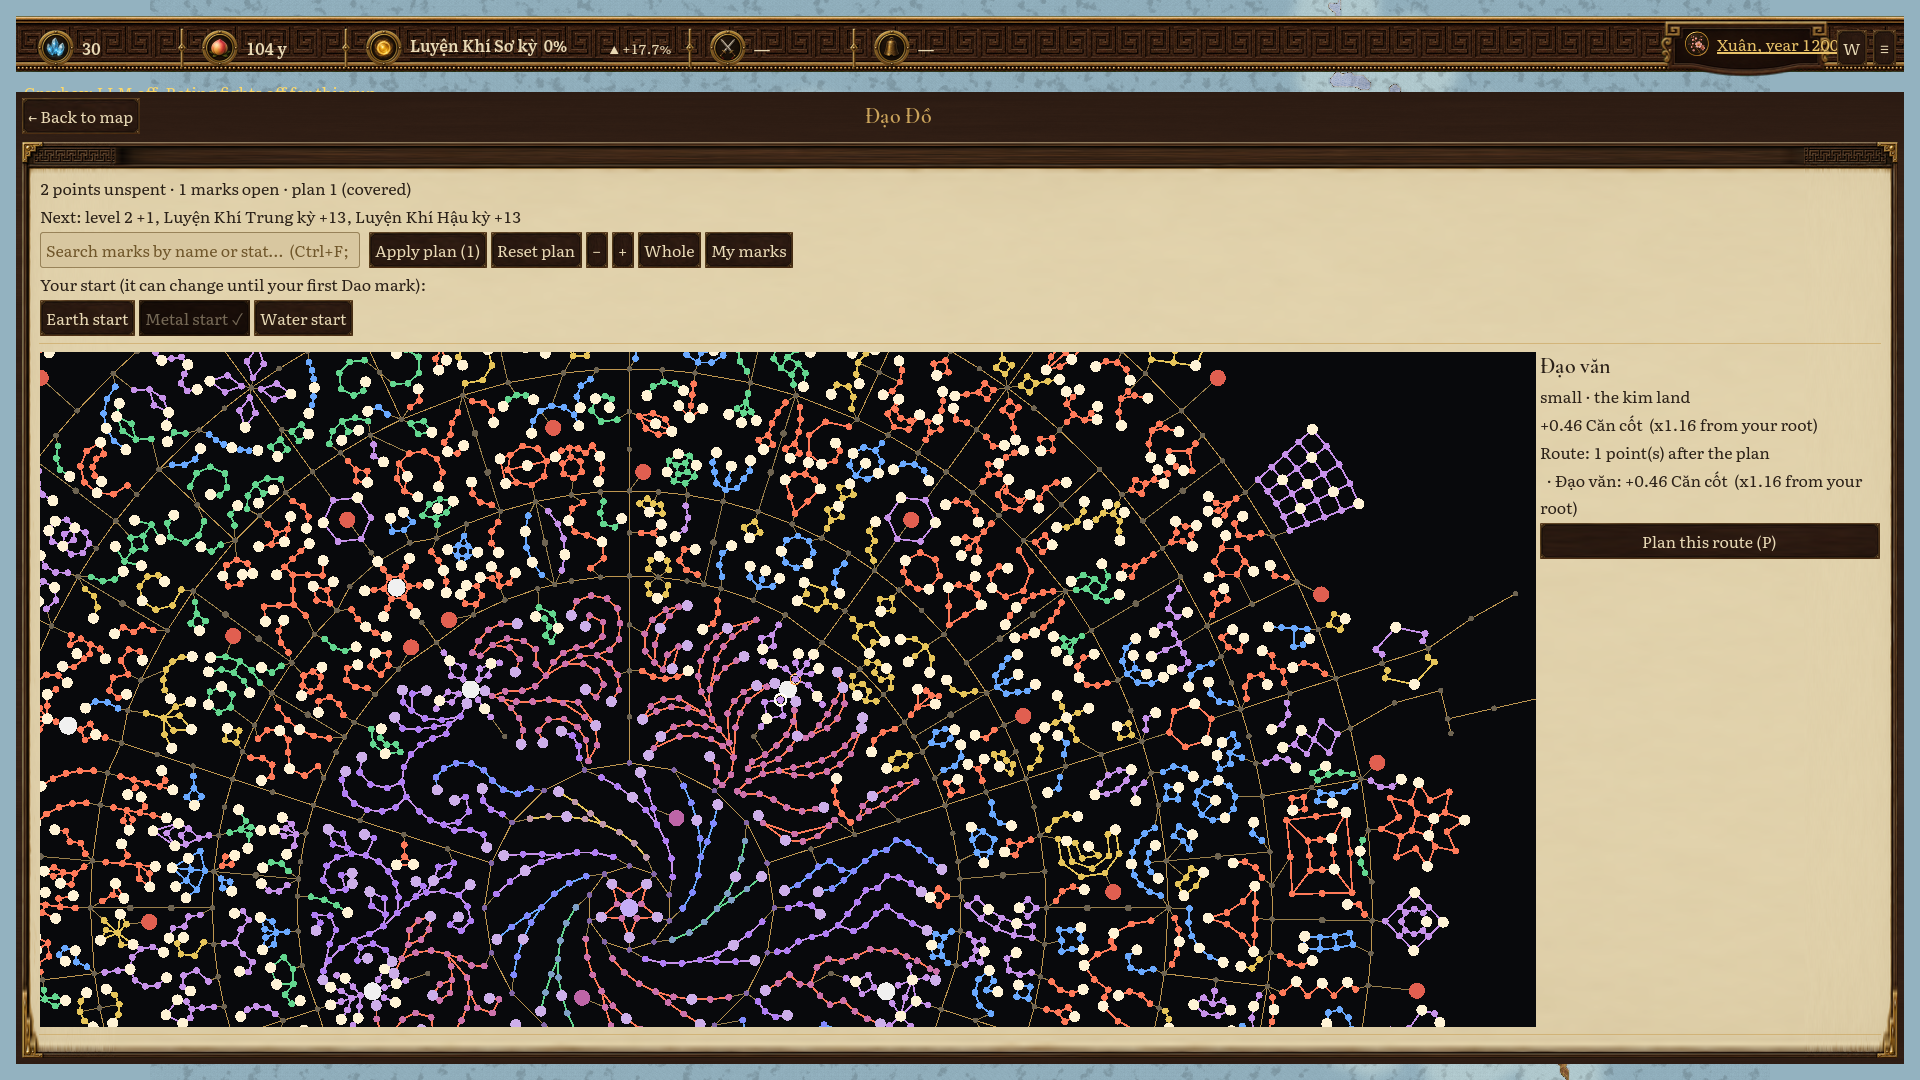 30
104 y
Luyện Khí Sơ kỳ 0%
▲ +17.7%
—
—
Xuân, year 1200
W
≡
← Back to map
Đạo Đồ
2 points unspent · 1 marks open · plan 1 (covered)
Next: level 2 +1, Luyện Khí Trung kỳ +13, Luyện Khí Hậu kỳ +13
Search marks by name or stat... (Ctrl+F;
Apply plan (1)
Reset plan
−
+
Whole
My marks
Your start (it can change until your first Dao mark):
Earth start
Metal start ✓
Water start
Đạo văn
small · the kim land
+0.46 Căn cốt (x1.16 from your root)
Route: 1 point(s) after the plan
· Đạo văn: +0.46 Căn cốt (x1.16 from your
root)
Plan this route (P)